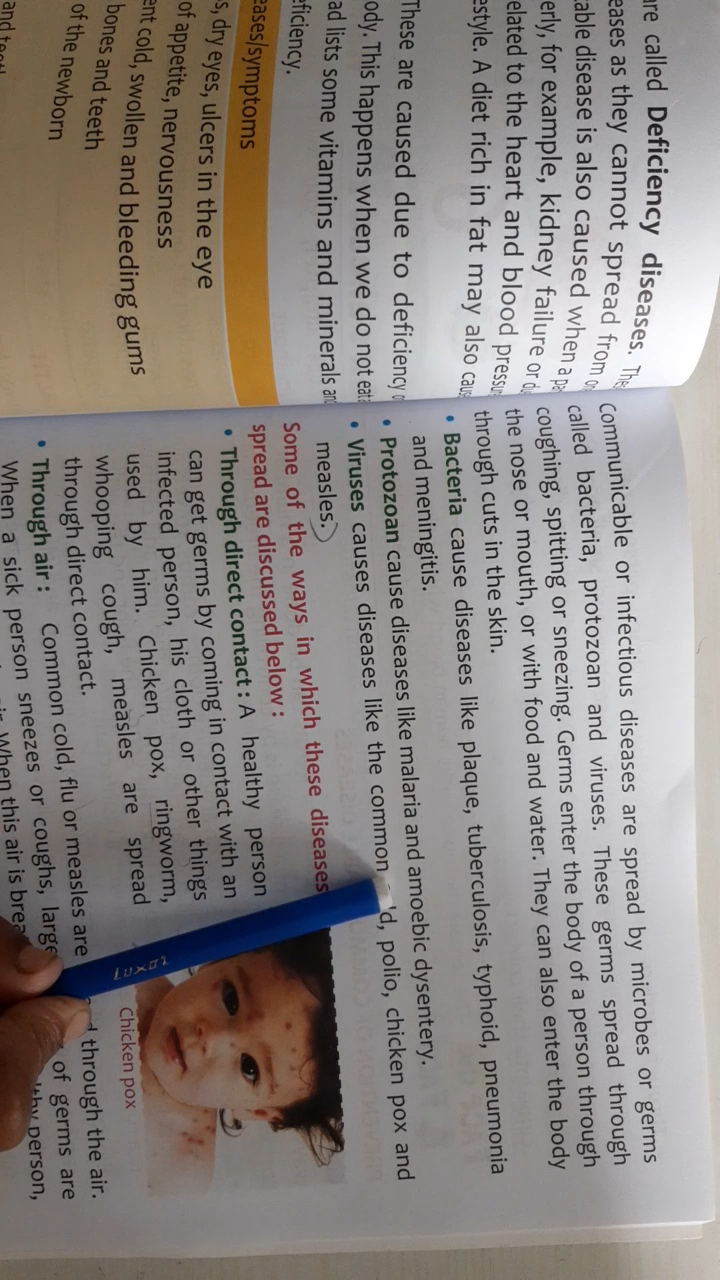 are called Deficiency diseases.
eases as they cannot spread from
able disease is also caused when a
erly, for example, kidney failure or
elated to the heart and blood
estyle. A diet rich in fat may also
These are caused due to deficiency
ody. This happens when we do not
ad lists some vitamins and minerals
eficiency.
eases/symptoms
s, dry eyes, ulcers in the eye
of appetite, nervousness
ent cold, swollen and bleeding gums
bones and teeth
of the newborn
Communicable or infectious diseases are spread by microbes or germs
called bacteria, protozoan and viruses. These germs spread through
coughing, spitting or sneezing. Germs enter the body of a person through
the nose or mouth, or with food and water. They can also enter the body
through cuts in the skin.
• Bacteria cause diseases like plaque, tuberculosis, typhoid, pneumonia
and meningitis.
• Protozoan cause diseases like malaria and amoebic dysentery.
• Viruses causes diseases like the common ld, polio, chicken pox and
measles.
Some of the ways in which these diseases
spread are discussed below :
• Through direct contact : A healthy person
can get germs by coming in contact with an
infected person, his cloth or other things
used by him. Chicken pox, ringworm,
whooping cough, measles are spread
through direct contact.
Chicken pox
• Through air : Common cold, flu or measles are through the air.
When a sick person sneezes or coughs, large of germs are
When this air is person,